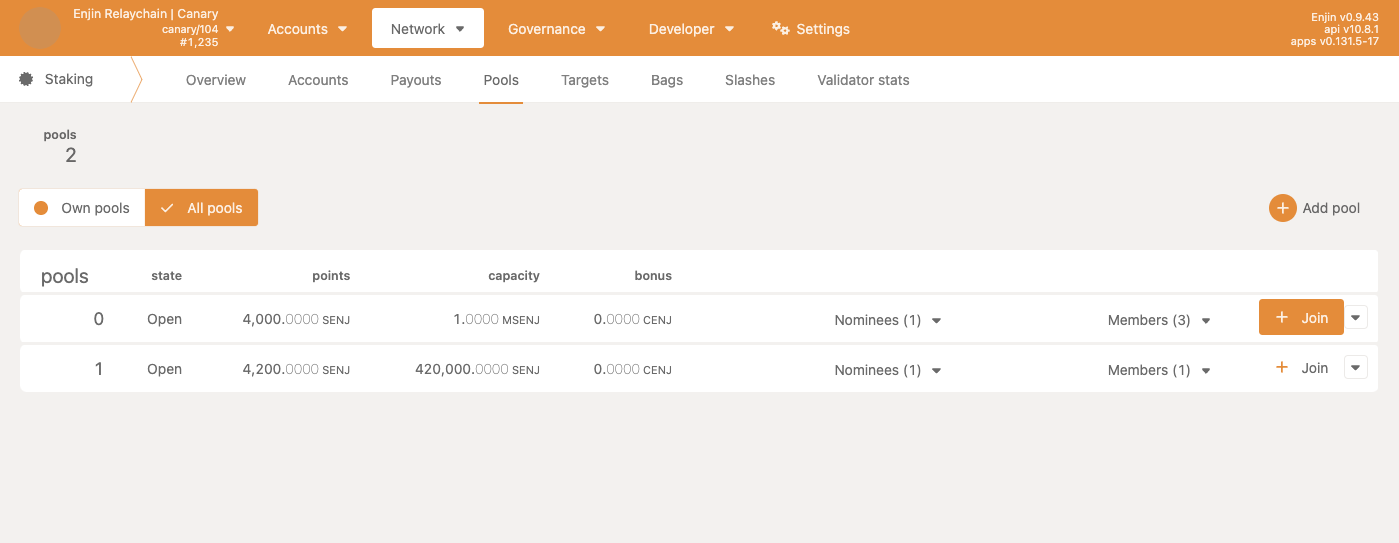 Enjin Relaychain | Canary
canary/104
#1,235
Accounts
Network
Governance
Developer
Settings
Enjin v0.9.43
api v10.8.1
apps v0.131.5-17
Staking
Overview
Accounts
Payouts
Pools
Targets
Bags
Slashes
Validator stats
pools
2
Own pools
All pools
Add pool
pools state points capacity bonus
0 Open 4,000.0000 SENJ 1.0000 MSENJ 0.0000 CENJ Nominees (1) Members (3) Join
1 Open 4,200.0000 SENJ 420,000.0000 SENJ 0.0000 CENJ Nominees (1) Members (1) Join